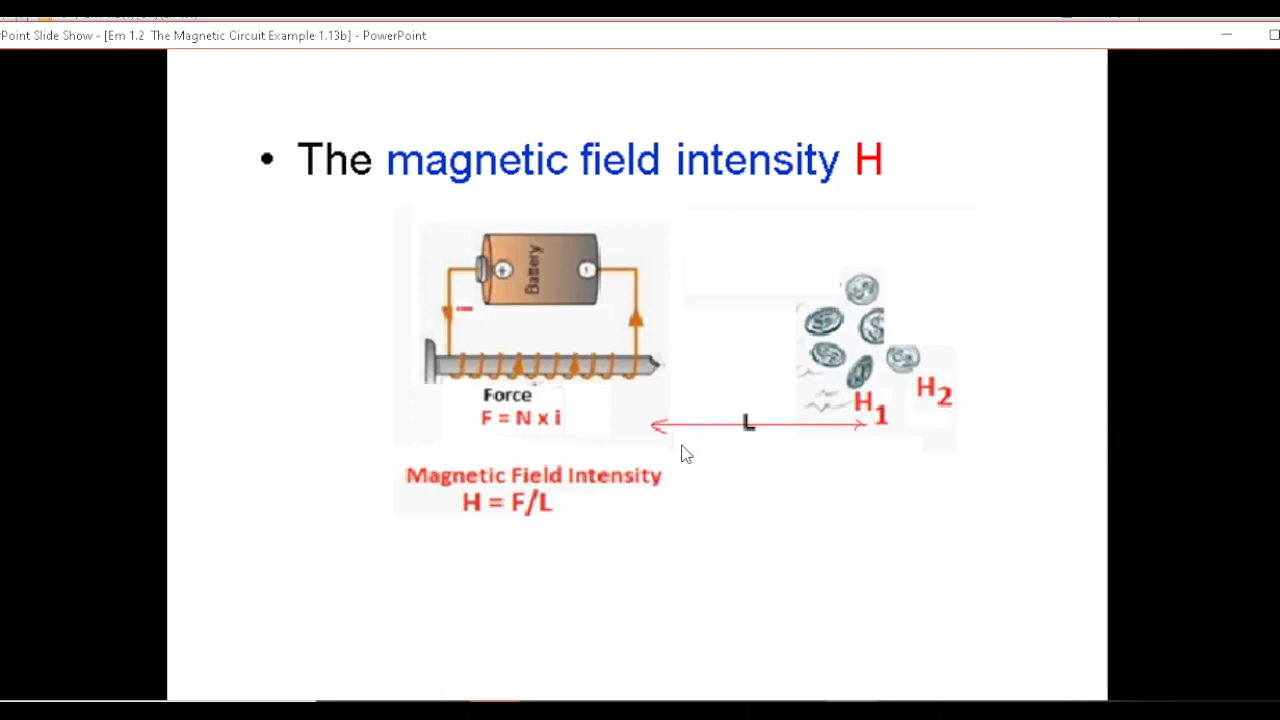 Point Slide Show - [Em 1.2 The Magnetic Circuit Example 1.13b] - PowerPoint
• The magnetic field intensity H
Battery
+ -
Force
F = N x i
L
H1
H2
Magnetic Field Intensity
H = F/L